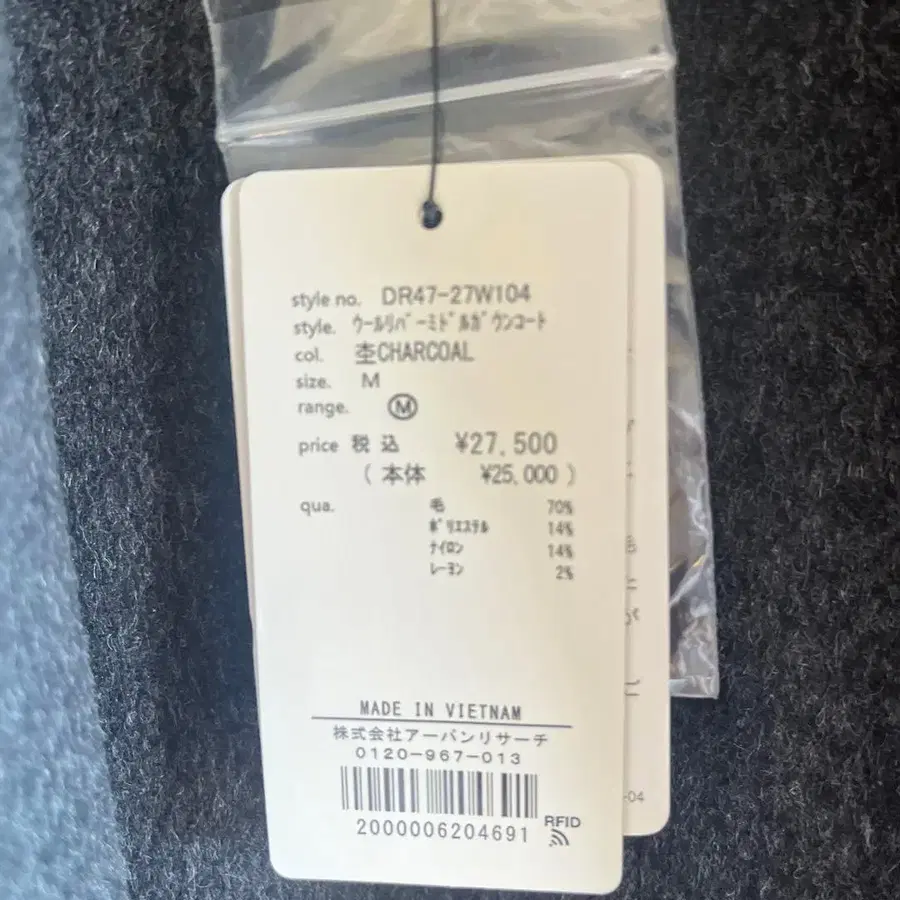 style no. DR47-27W104
style. ｳｰﾙﾘﾊﾞｰﾐﾄﾞﾙｶﾞｳﾝｺｰﾄ
col. 杢CHARCOAL
size. M
range. Ⓜ
price 税込 ¥27,500
(本体 ¥25,000)
qua. 毛 70%
ﾎﾟﾘｴｽﾃﾙ 14%
ﾅｲﾛﾝ 14%
ﾚｰﾖﾝ 2%
MADE IN VIETNAM
株式会社アーバンリサーチ
0120-967-013
2000006204691
RFID
-04